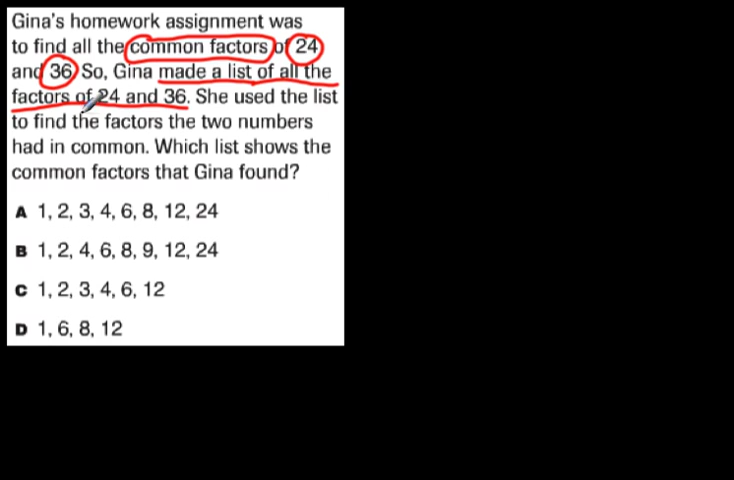 Gina's homework assignment was
to find all the common factors of 24
and 36. So, Gina made a list of all the
factors of 24 and 36. She used the list
to find the factors the two numbers
had in common. Which list shows the
common factors that Gina found?
A 1, 2, 3, 4, 6, 8, 12, 24
B 1, 2, 4, 6, 8, 9, 12, 24
C 1, 2, 3, 4, 6, 12
D 1, 6, 8, 12